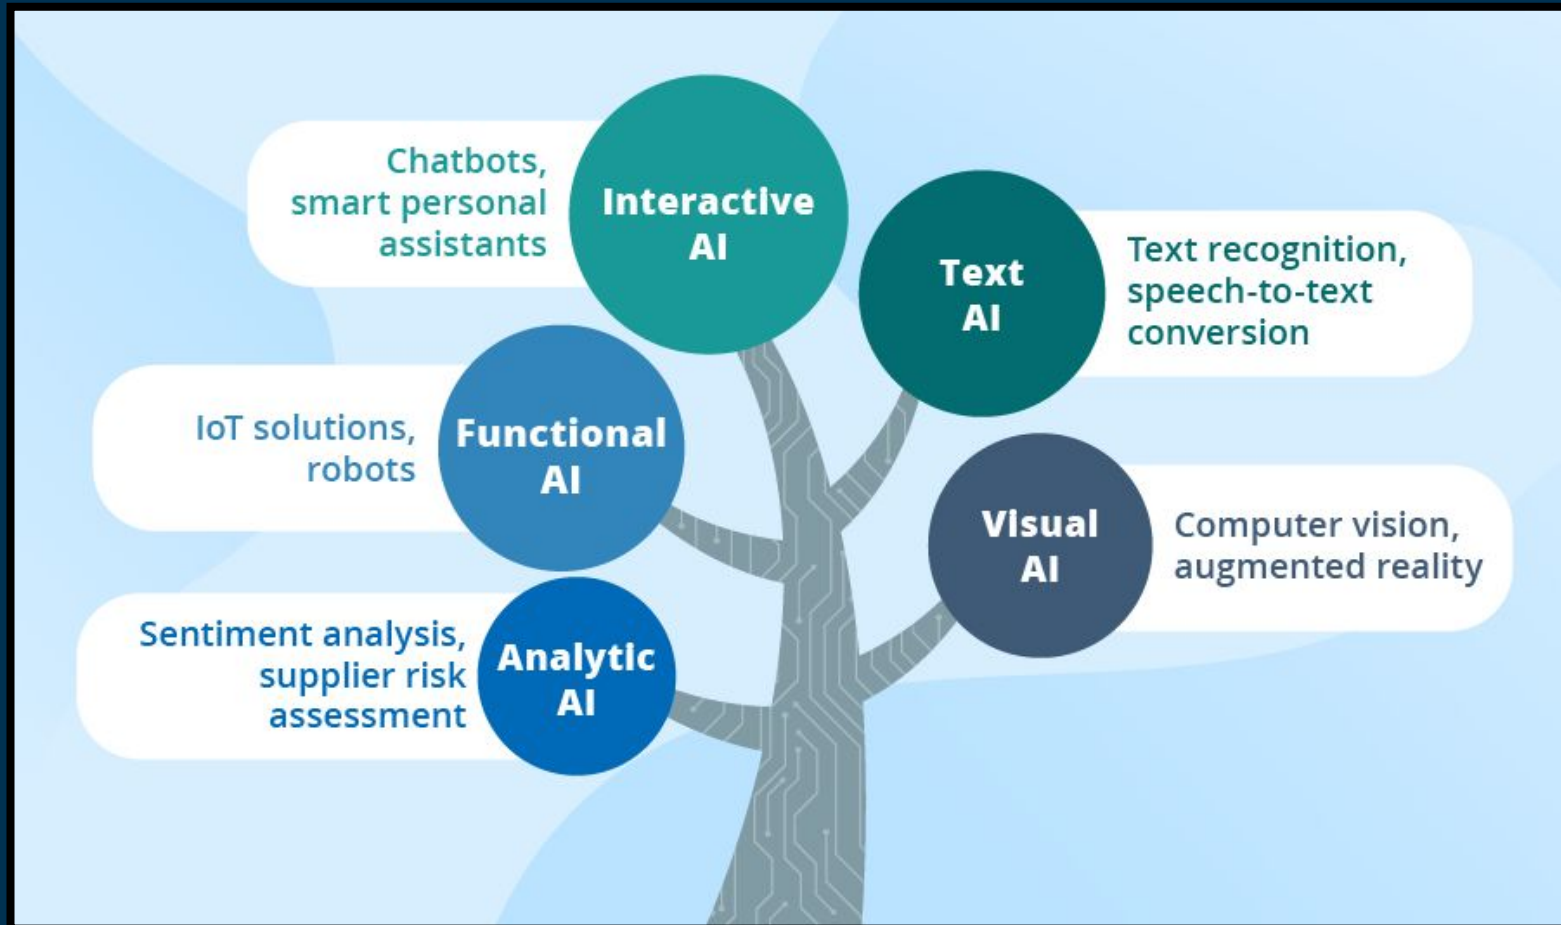 Chatbots,
smart personal
assistants
Interactive
AI
Text
AI
Text recognition,
speech-to-text
conversion
IoT solutions,
robots
Functional
AI
Visual
AI
Computer vision,
augmented reality
Sentiment analysis,
supplier risk
assessment
Analytic
AI